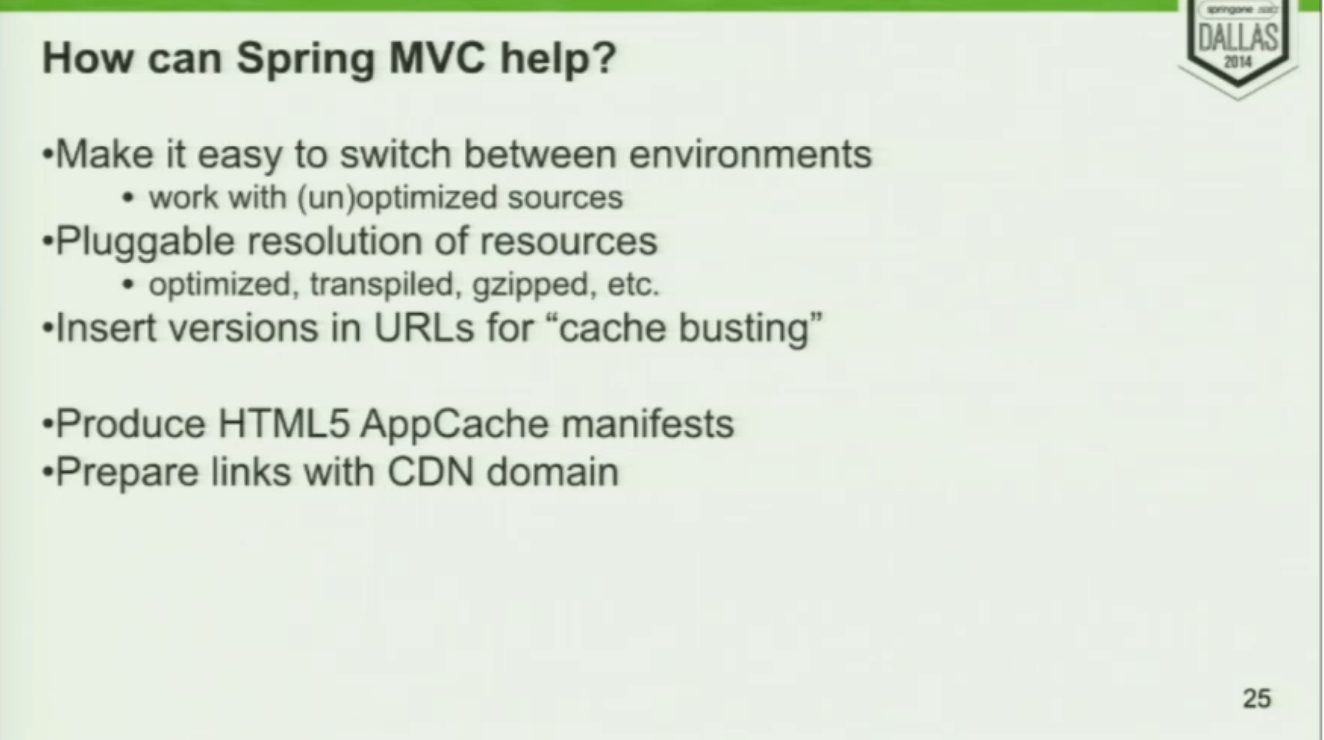 springone
DALLAS
2014
How can Spring MVC help?
•Make it easy to switch between environments
• work with (un)optimized sources
•Pluggable resolution of resources
• optimized, transpiled, gzipped, etc.
•Insert versions in URLs for “cache busting”
•Produce HTML5 AppCache manifests
•Prepare links with CDN domain
25